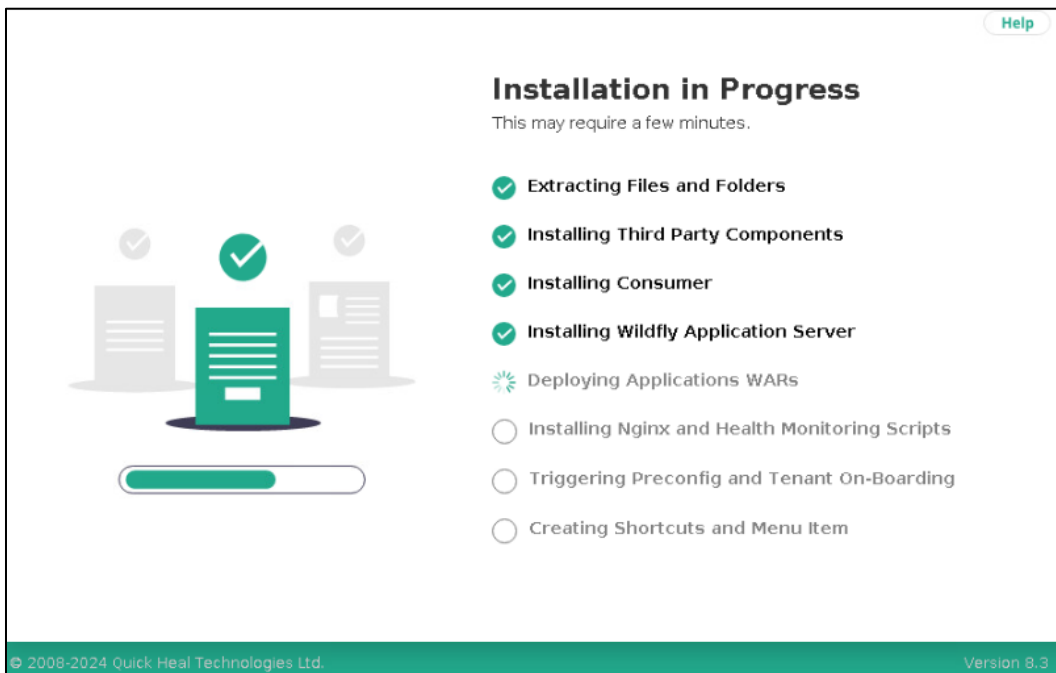 Help
Installation in Progress
This may require a few minutes.
Extracting Files and Folders
Installing Third Party Components
Installing Consumer
Installing Wildfly Application Server
Deploying Applications WARs
Installing Nginx and Health Monitoring Scripts
Triggering Preconfig and Tenant On-Boarding
Creating Shortcuts and Menu Item
© 2008-2024 Quick Heal Technologies Ltd.
Version 8.3